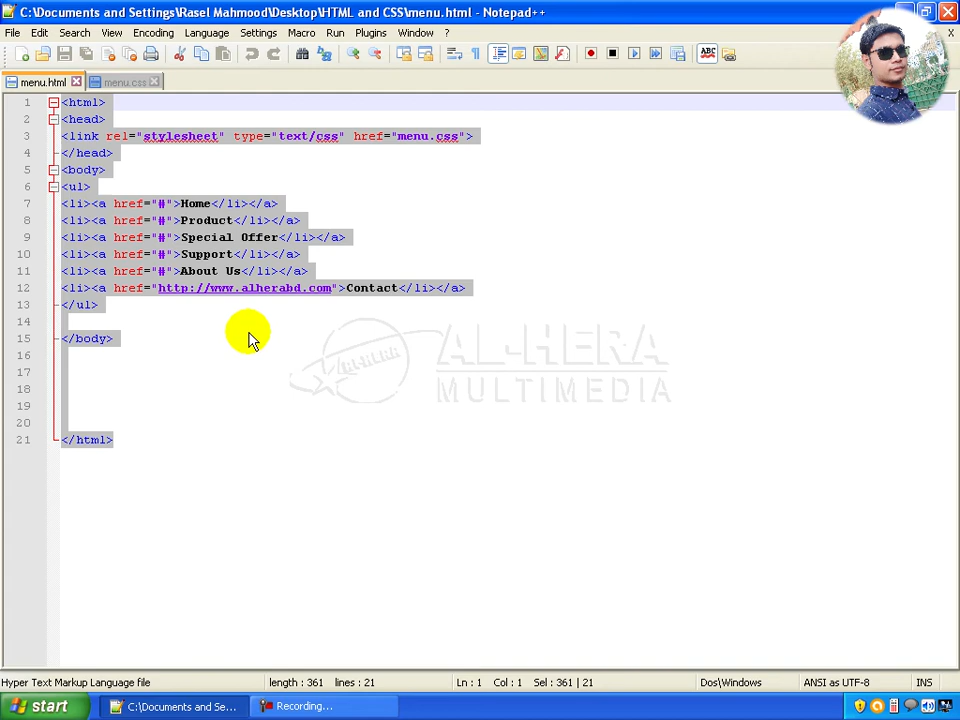 C:\Documents and Settings\Rasel Mahmood\Desktop\HTML and CSS\menu.html - Notepad++
File Edit Search View Encoding Language Settings Macro Run Plugins Window ? X
ABC
menu.html menu.css
1 <html>
2 <head>
3 <link rel="stylesheet" type="text/css" href="menu.css">
4 </head>
5 <body>
6 <ul>
7 <li><a href="#">Home</li></a>
8 <li><a href="#">Product</li></a>
9 <li><a href="#">Special Offer</li></a>
10 <li><a href="#">Support</li></a>
11 <li><a href="#">About Us</li></a>
12 <li><a href="http://www.alherabd.com">Contact</li></a>
13 </ul>
14
15 </body>
16
17
18
19
20
21 </html>
AL-HERA
AL-HERA
MULTIMEDIA
Hyper Text Markup Language file length : 361 lines : 21 Ln : 1 Col : 1 Sel : 361 | 21 Dos\Windows ANSI as UTF-8 INS
start C:\Documents and Se... Recording...